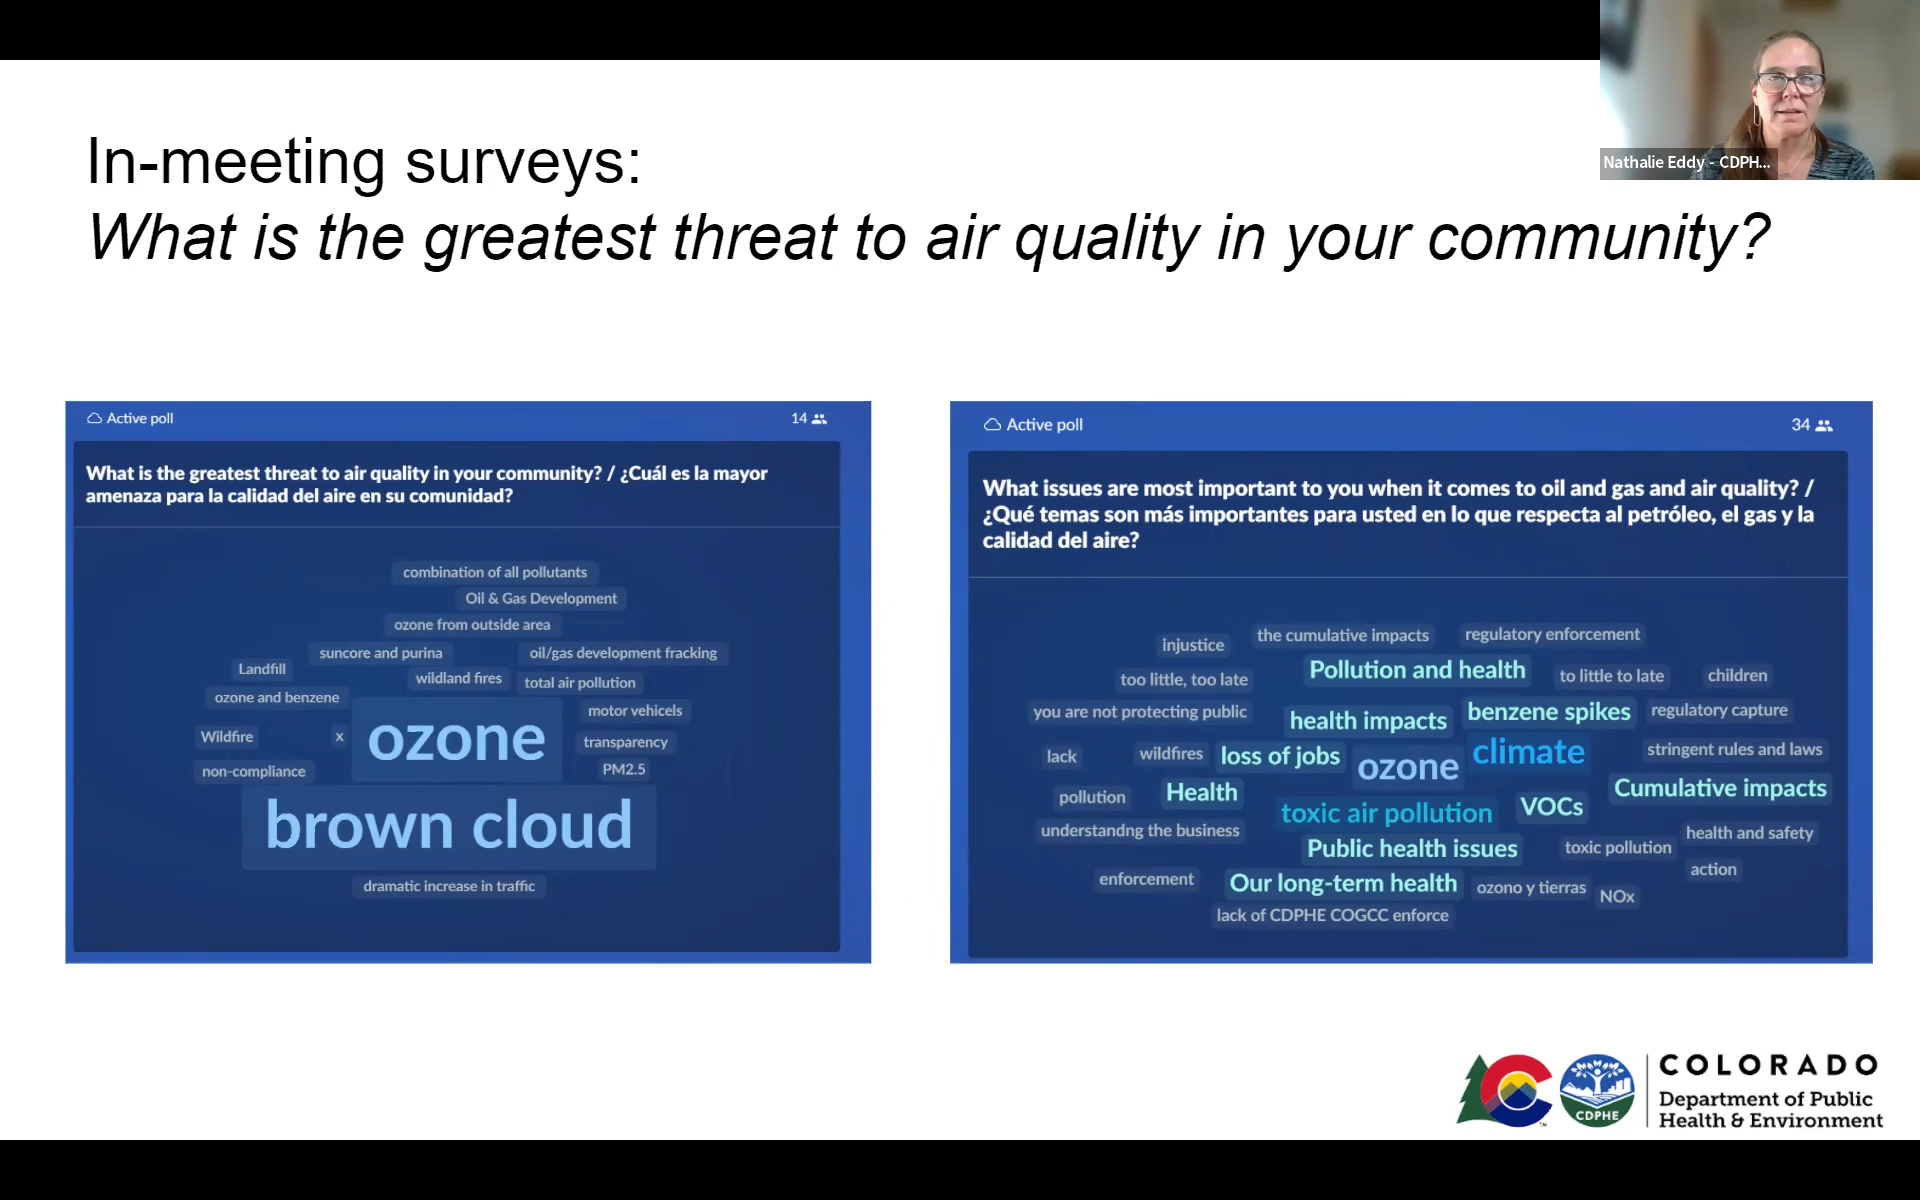 Nathalie Eddy - CDPH...
In-meeting surveys:
What is the greatest threat to air quality in your community?
Active poll
14
What is the greatest threat to air quality in your community? / ¿Cuál es la mayor
amenaza para la calidad del aire en su comunidad?
combination of all pollutants
Oil & Gas Development
ozone from outside area
suncore and purina
oil/gas development fracking
Landfill
wildland fires
total air pollution
ozone and benzene
motor vehicels
Wildfire
x
ozone
transparency
non-compliance
PM2.5
brown cloud
dramatic increase in traffic
Active poll
34
What issues are most important to you when it comes to oil and gas and air quality? /
¿Qué temas son más importantes para usted en lo que respecta al petróleo, el gas y la
calidad del aire?
injustice
the cumulative impacts
regulatory enforcement
too little, too late
Pollution and health
to little to late
children
you are not protecting public
health impacts
benzene spikes
regulatory capture
lack
wildfires
loss of jobs
ozone
climate
stringent rules and laws
pollution
Health
toxic air pollution
VOCs
Cumulative impacts
understandng the business
Public health issues
toxic pollution
health and safety
enforcement
Our long-term health
ozono y tierras
NOx
action
lack of CDPHE COGCC enforce
CDPHE
TM
COLORADO
Department of Public
Health & Environment